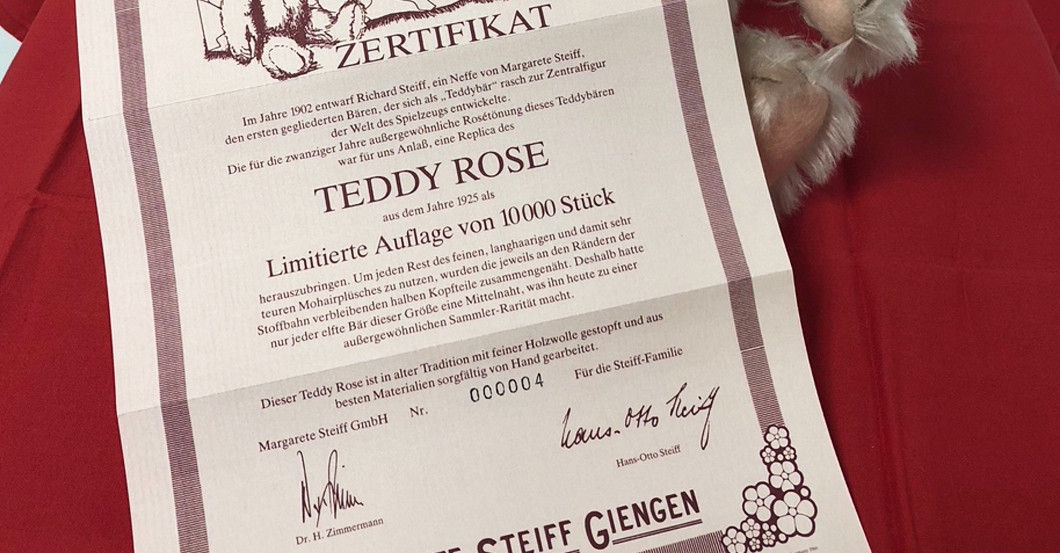 ZERTIFIKAT
Im Jahre 1902 entwarf Richard Steiff, ein Neffe von Margarete Steiff,
den ersten gegliederten Bären, der sich als „Teddybär“ rasch zur Zentralfigur
der Welt des Spielzeugs entwickelte.
Die für die zwanziger Jahre außergewöhnliche Rosétönung dieses Teddybären
war für uns Anlaß, eine Replica des
TEDDY ROSE
aus dem Jahre 1925 als
Limitierte Auflage von 10000 Stück
herauszubringen. Um jeden Rest des feinen, langhaarigen und damit sehr
teuren Mohairplüsches zu nutzen, wurden die jeweils an den Rändern der
Stoffbahn verbleibenden halben Kopfteile zusammengenäht. Deshalb hatte
nur jeder elfte Bär dieser Größe eine Mittelnaht, was ihn heute zu einer
außergewöhnlichen Sammler-Rarität macht.
Dieser Teddy Rose ist in alter Tradition mit feiner Holzwolle gestopft und aus
besten Materialien sorgfältig von Hand gearbeitet.
Margarete Steiff GmbH Nr. 000004 Für die Steiff-Familie
Hans-Otto Steiff
Hans-Otto Steiff
Dr. H. Zimmermann
STEIFF GIENGEN